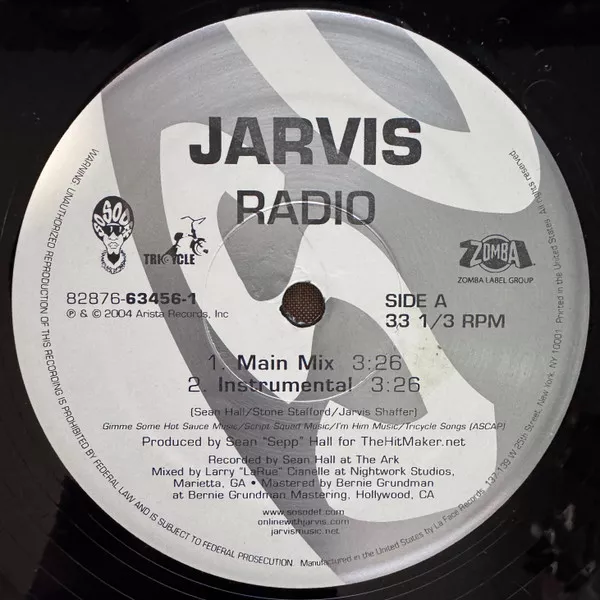 JARVIS
RADIO
SO SO DEF
TRICYCLE
ZOMBA
ZOMBA LABEL GROUP
82876-63456-1
℗ & © 2004 Arista Records, Inc
SIDE A
33 1/3 RPM
1. Main Mix 3:26
2. Instrumental 3:26
(Sean Hall/Stone Stafford/Jarvis Shaffer)
Gimme Some Hot Sauce Music/Script Squad Music/I'm Him Music/Tricycle Songs (ASCAP)
Produced by Sean "Sepp" Hall for TheHitMaker.net
Recorded by Sean Hall at The Ark
Mixed by Larry "LaRue" Cianelle at Nightwork Studios,
Marietta, GA • Mastered by Bernie Grundman
at Bernie Grundman Mastering, Hollywood, CA
www.sosodef.com
onlinewithjarvis.com
jarvismusic.net
WARNING: UNAUTHORIZED REPRODUCTION OF THIS RECORDING IS PROHIBITED BY FEDERAL LAW AND IS SUBJECT TO FEDERAL PROSECUTION.
Manufactured in the United States by La Face Records, 137-139 W 25th Street, New York, NY 10001. Printed in the United States. All rights reserved.